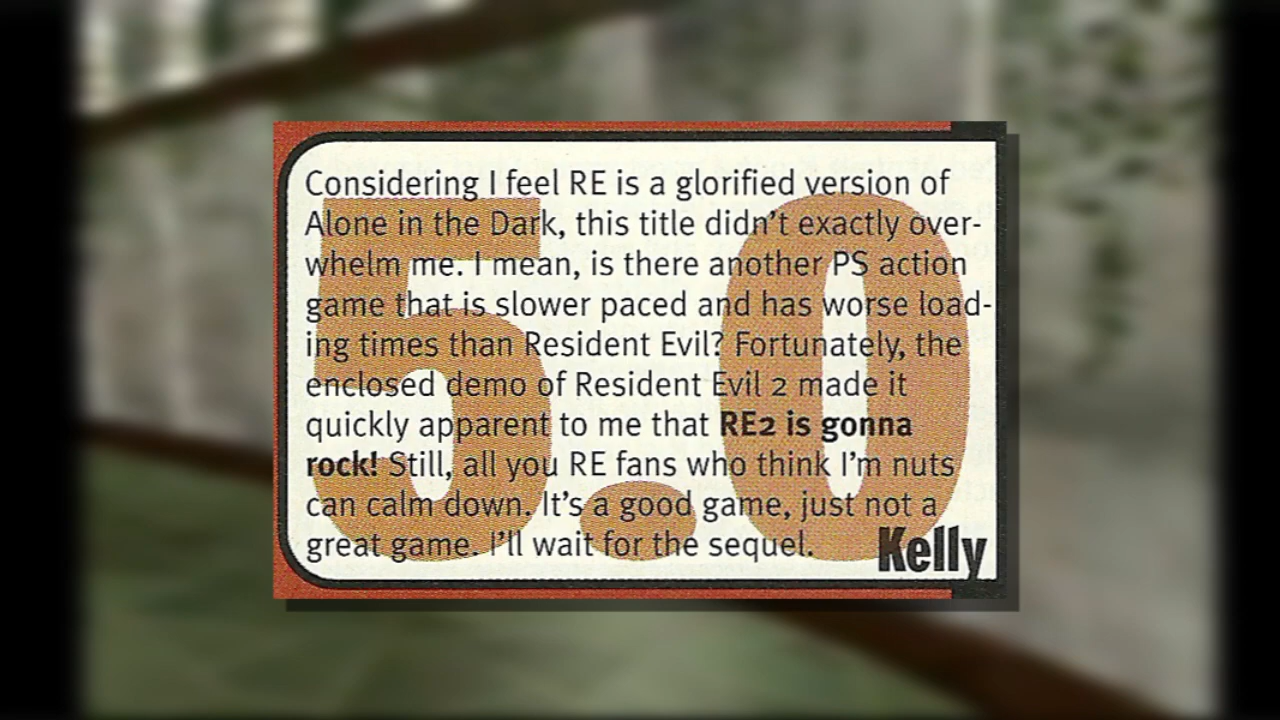 Considering I feel RE is a glorified version of
Alone in the Dark, this title didn't exactly over-
whelm me. I mean, is there another PS action
game that is slower paced and has worse load-
ing times than Resident Evil? Fortunately, the
enclosed demo of Resident Evil 2 made it
quickly apparent to me that RE2 is gonna
rock! Still, all you RE fans who think I'm nuts
can calm down. It's a good game, just not a
great game. I'll wait for the sequel.
Kelly
5.0